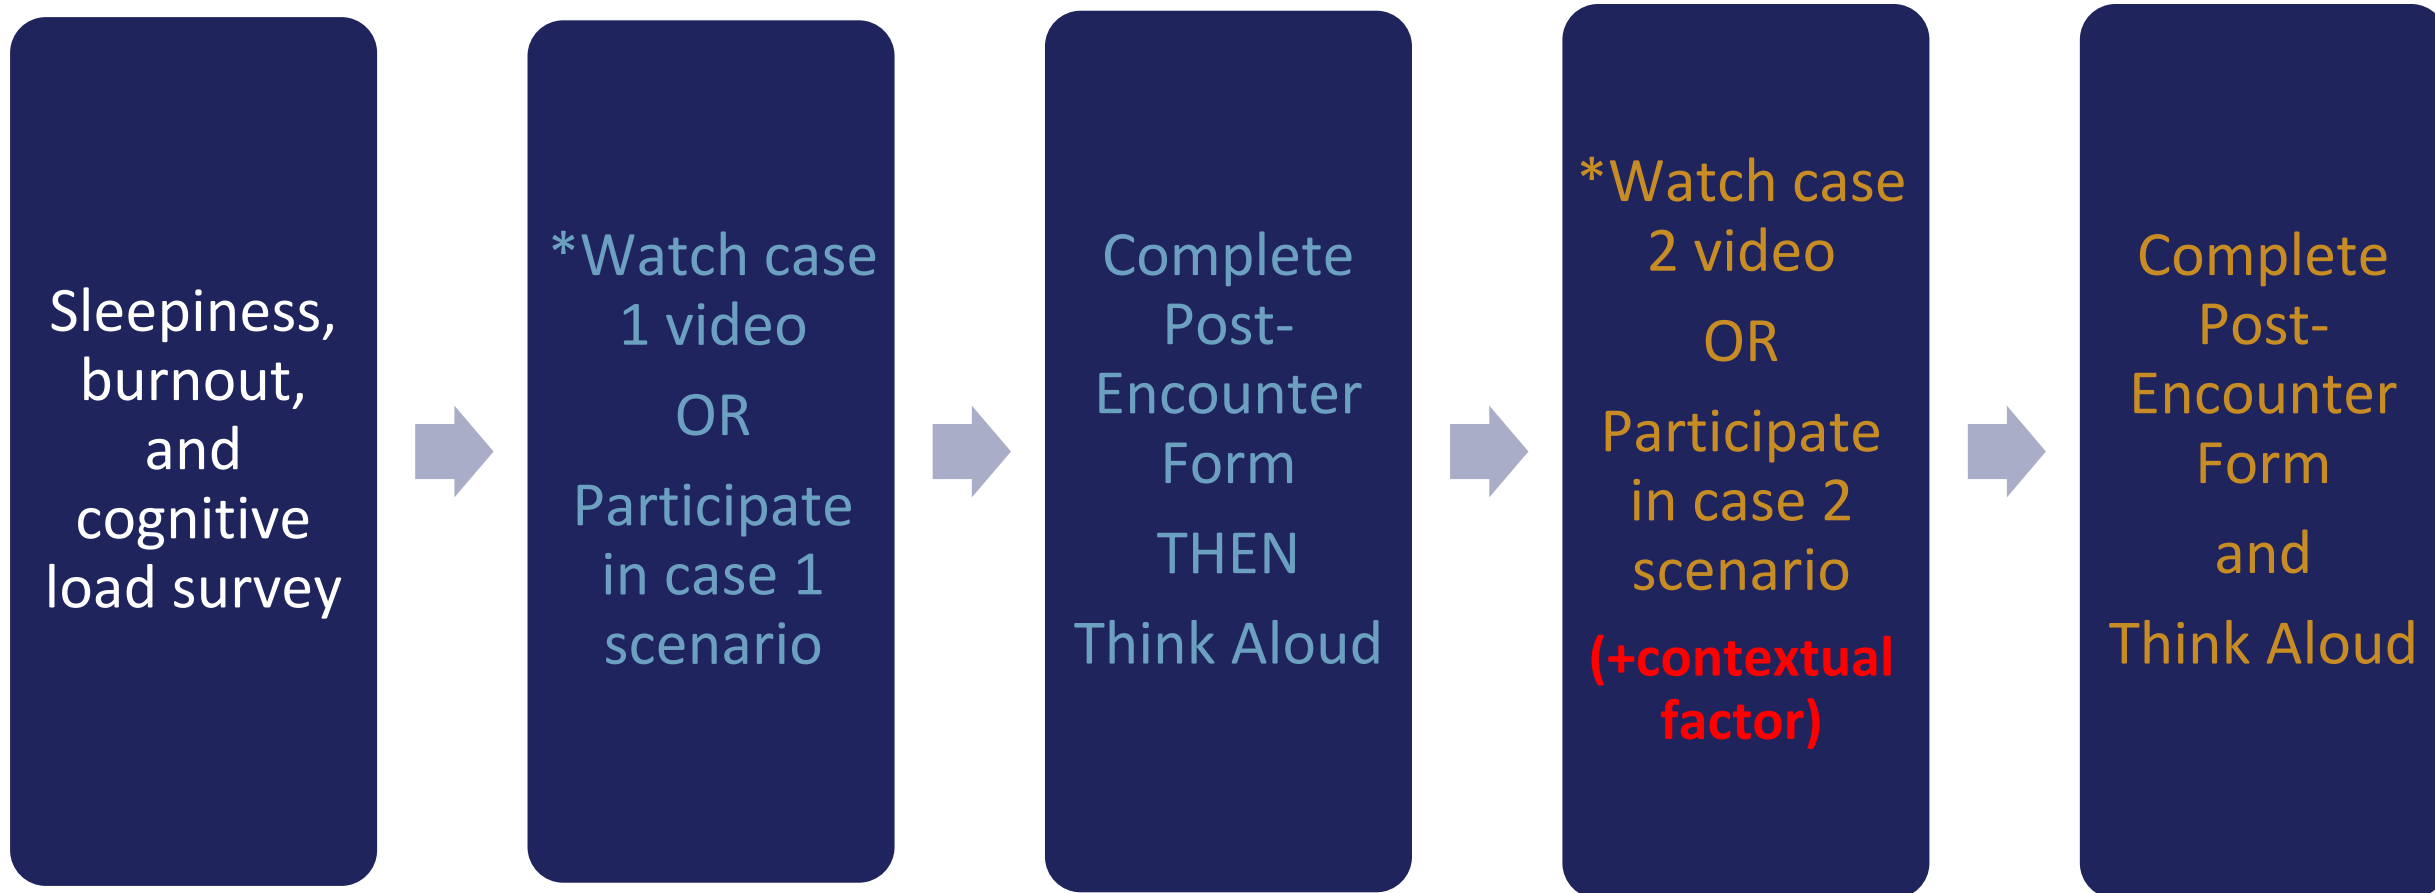 Sleepiness,
burnout,
and
cognitive
load survey
*Watch case
1 video
OR
Participate
in case 1
scenario
Complete
Post-
Encounter
Form
THEN
Think Aloud
*Watch case
2 video
OR
Participate
in case 2
scenario
(+contextual
factor)
Complete
Post-
Encounter
Form
and
Think Aloud